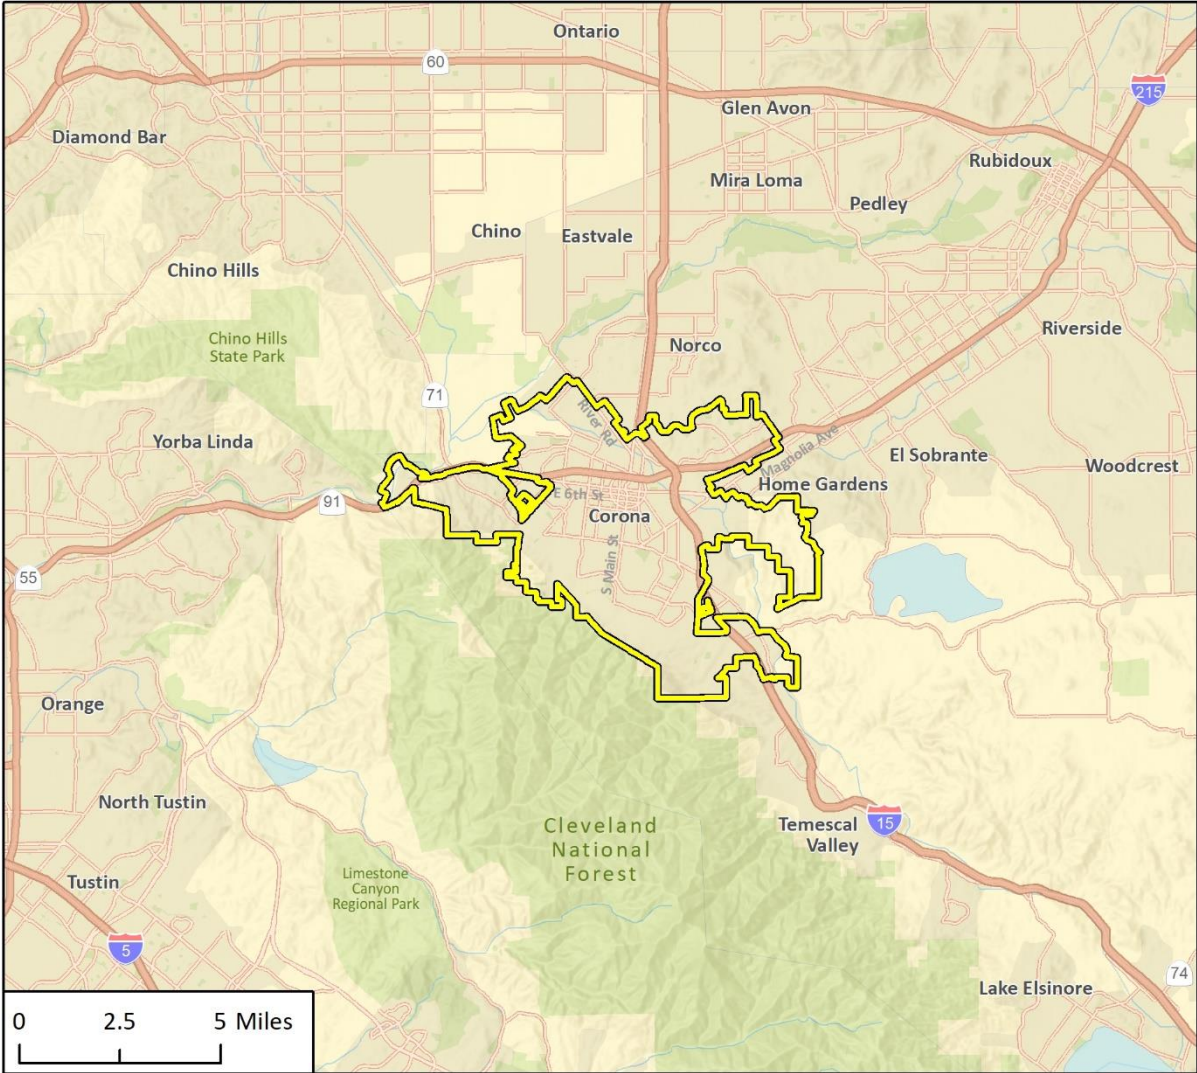 Ontario
60
Glen Avon
215
Diamond Bar
Rubidoux
Mira Loma
Pedley
Chino
Eastvale
Chino Hills
Riverside
Chino Hills
State Park
Norco
71
River Rd
Yorba Linda
Magnolia Ave
El Sobrante
Woodcrest
91
Home Gardens
E 6th St
Corona
55
S Main St
Orange
North Tustin
Temescal
Valley
15
Cleveland
National
Forest
Tustin
Limestone
Canyon
Regional Park
5
74
Lake Elsinore
0 2.5 5 Miles